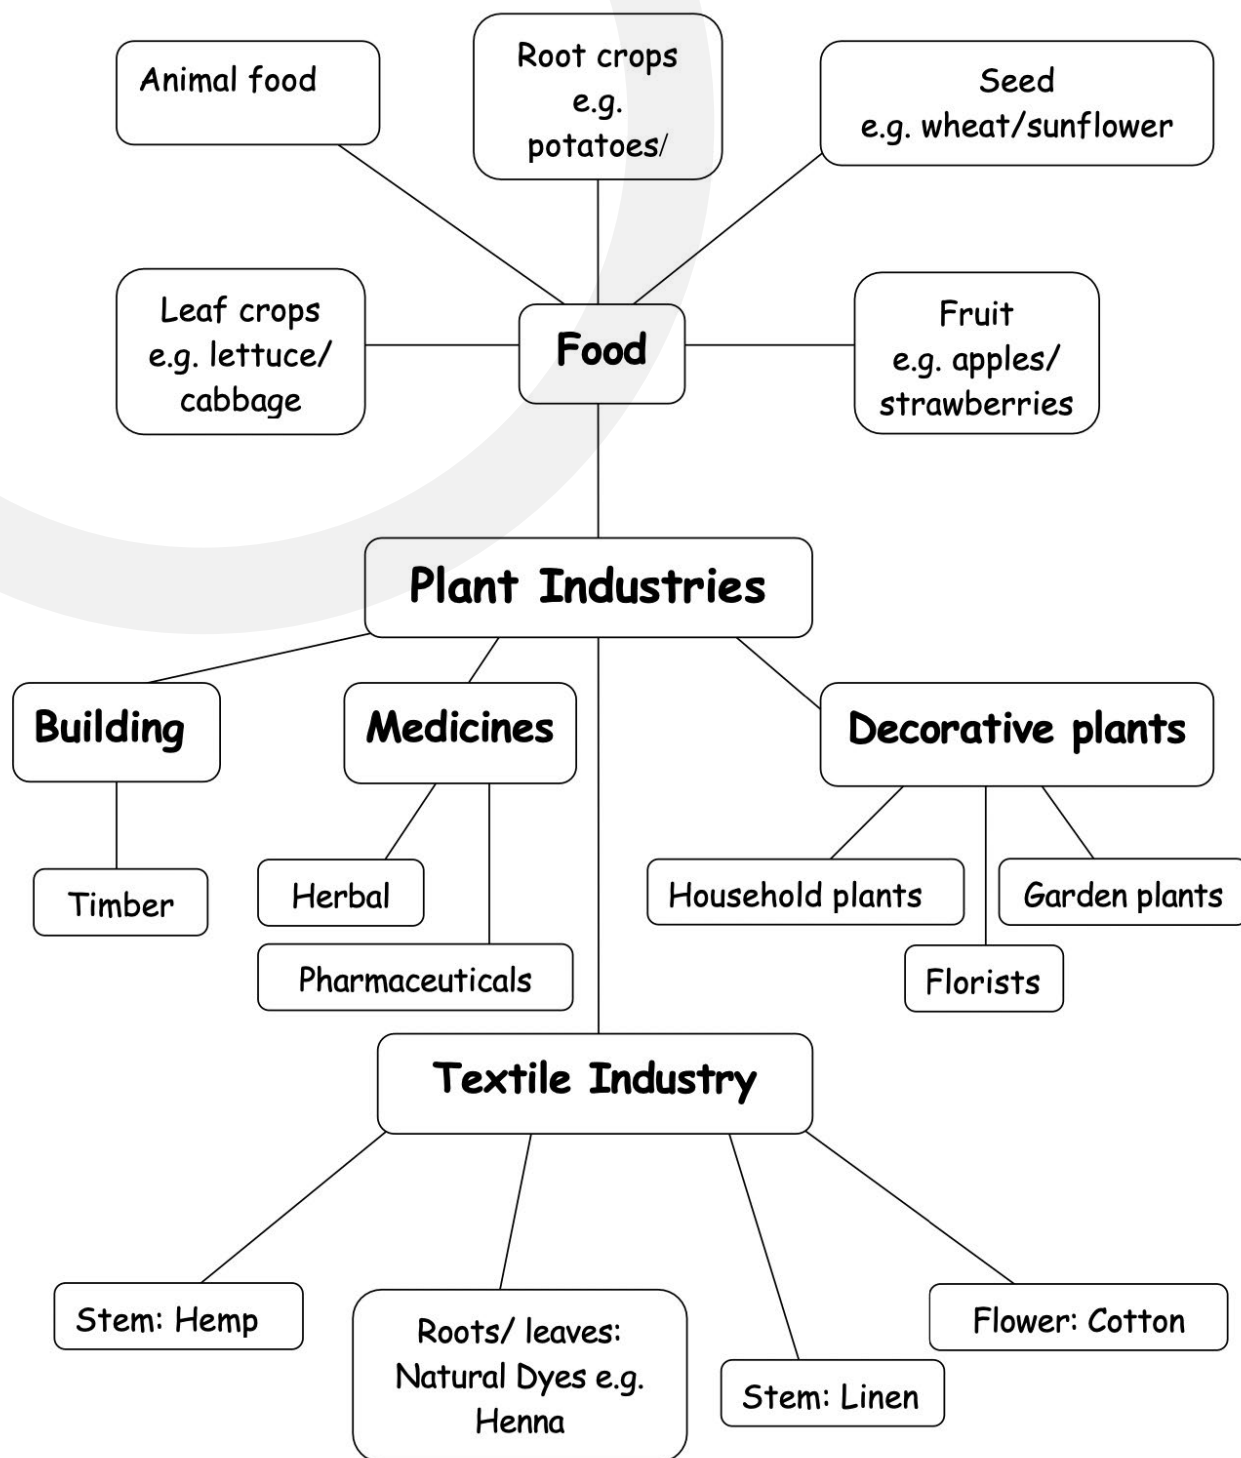 Animal food
Root crops
e.g.
potatoes/
Seed
e.g. wheat/sunflower
Leaf crops
e.g. lettuce/
cabbage
Food
Fruit
e.g. apples/
strawberries
Plant Industries
Building
Medicines
Decorative plants
Timber
Herbal
Pharmaceuticals
Household plants
Garden plants
Florists
Textile Industry
Stem: Hemp
Roots/ leaves:
Natural Dyes e.g.
Henna
Stem: Linen
Flower: Cotton